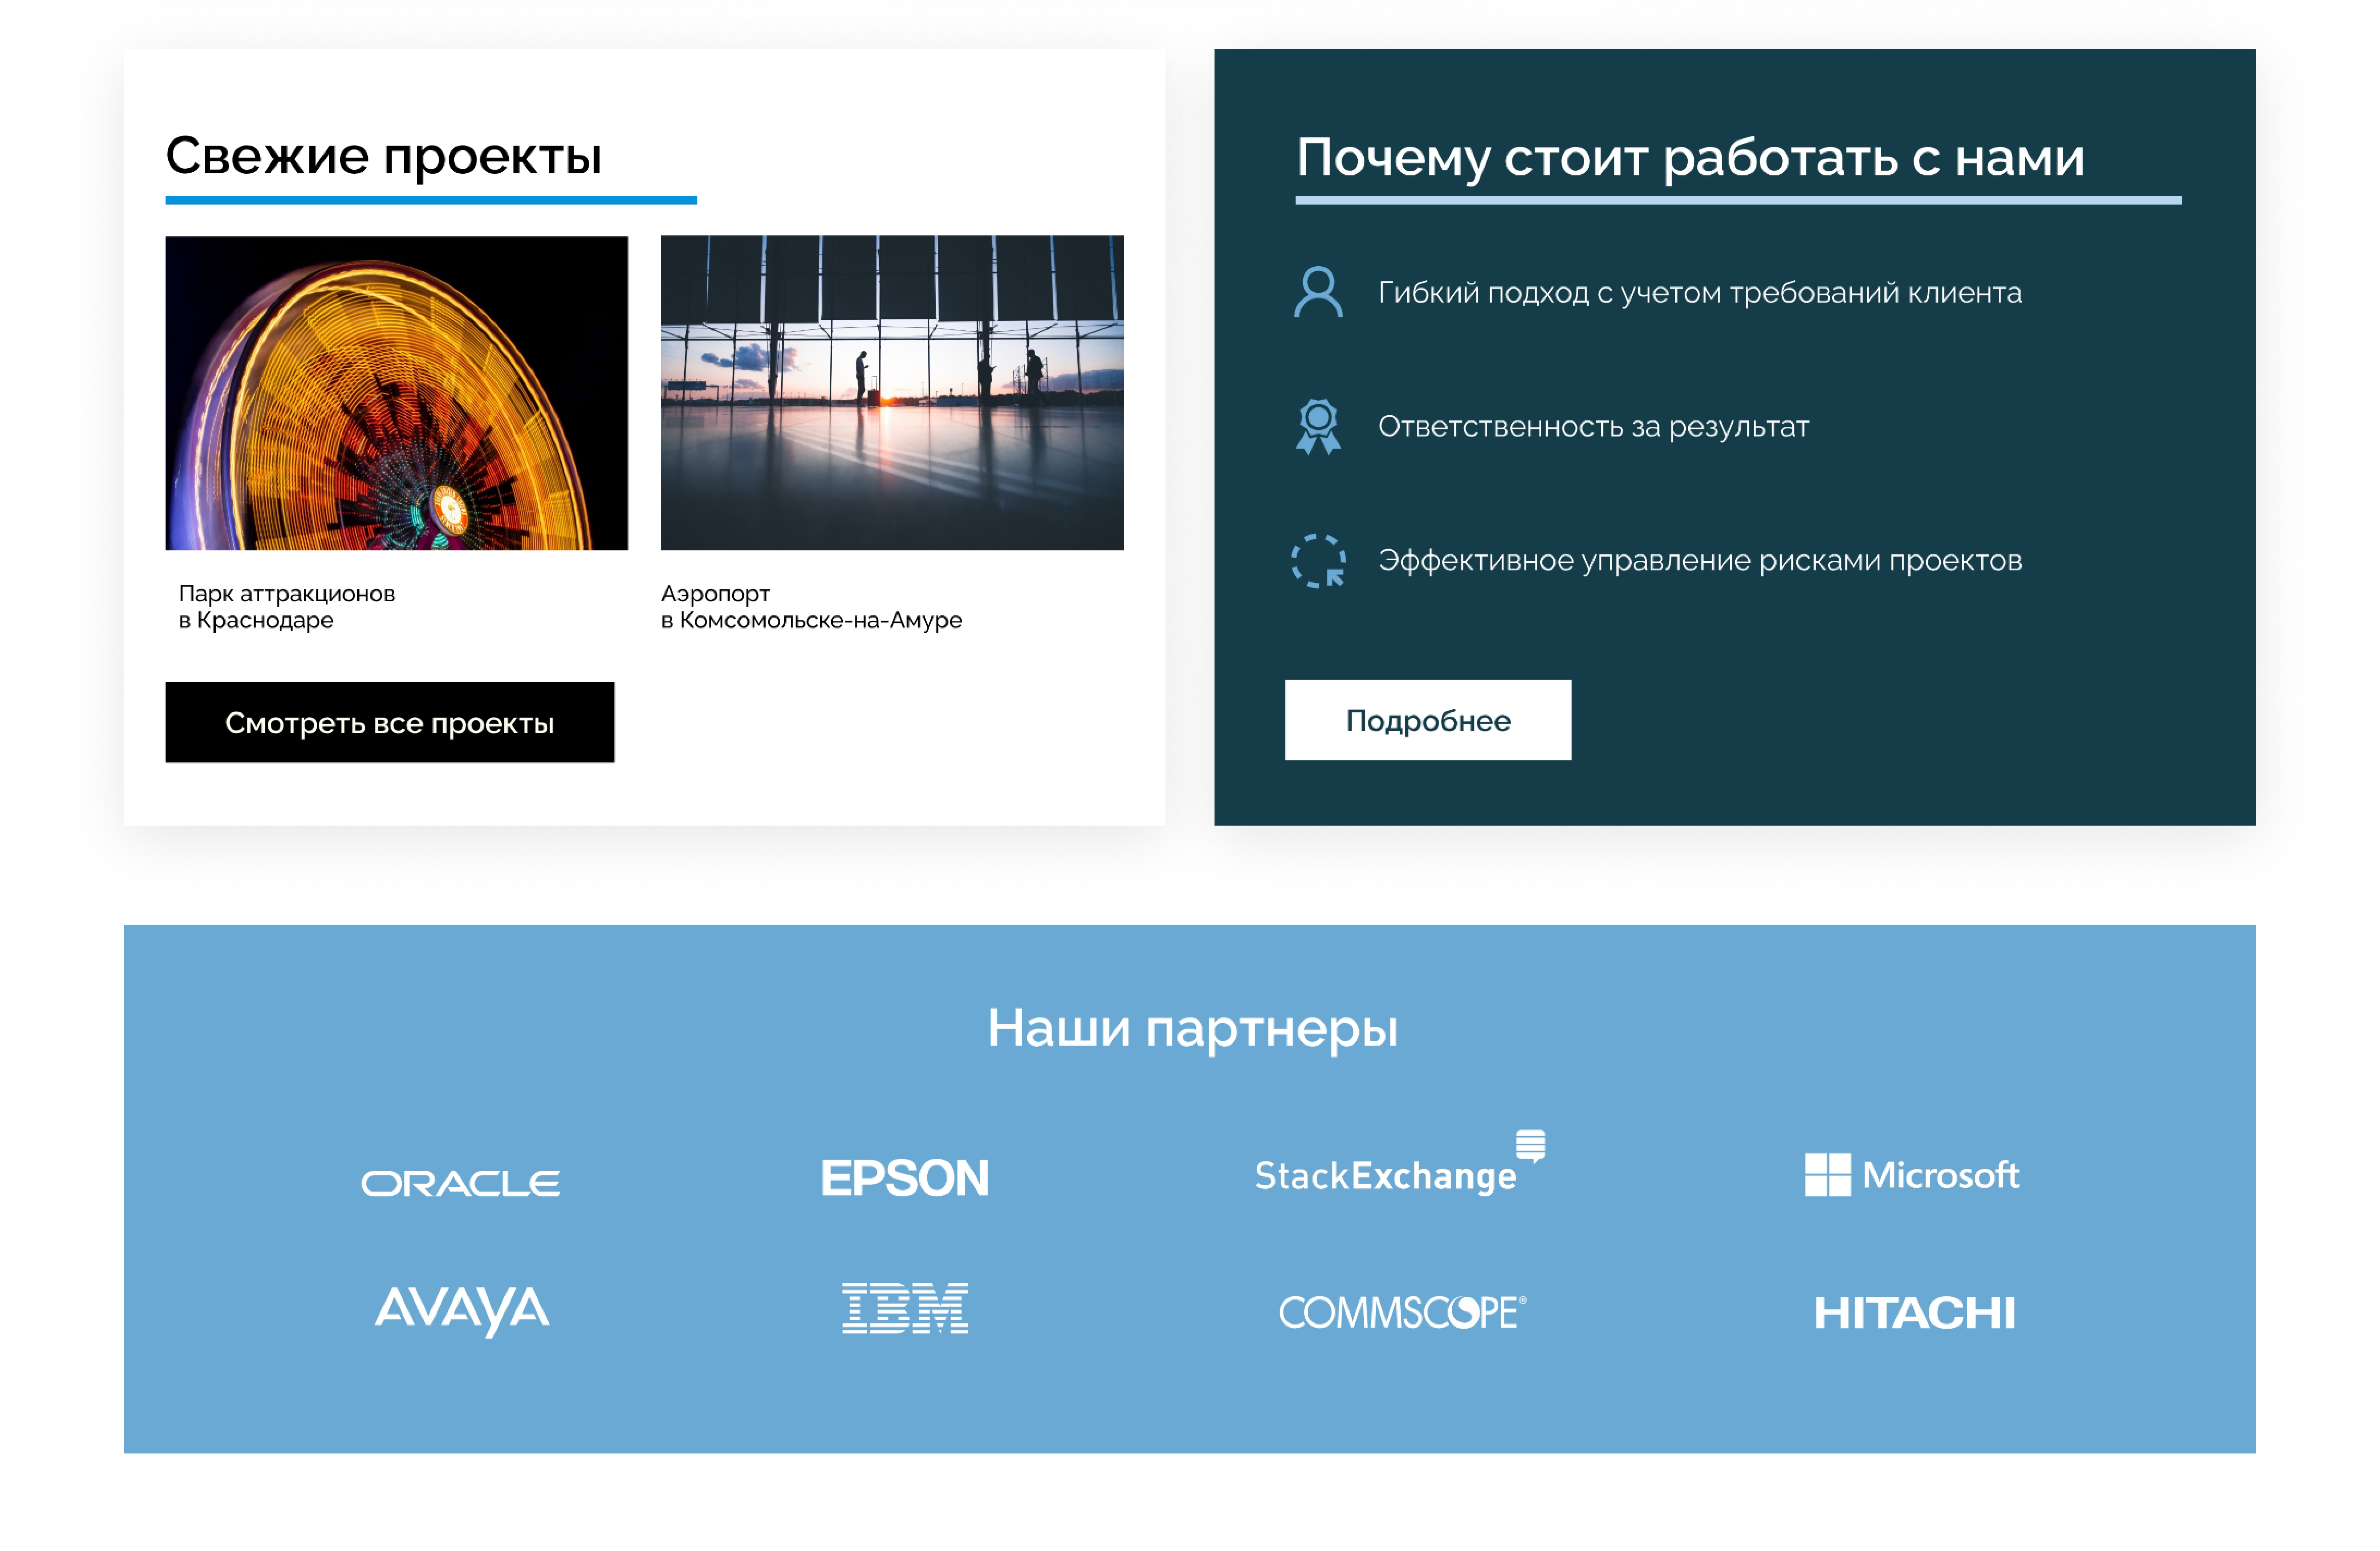 Свежие проекты
Парк аттракционов
в Краснодаре
Аэропорт
в Комсомольске-на-Амуре
Смотреть все проекты
Почему стоит работать с нами
Гибкий подход с учетом требований клиента
Ответственность за результат
Эффективное управление рисками проектов
Подробнее
Наши партнеры
ORACLE
EPSON
StackExchange
Microsoft
AVAYA
IBM
COMMSCOPE®
HITACHI